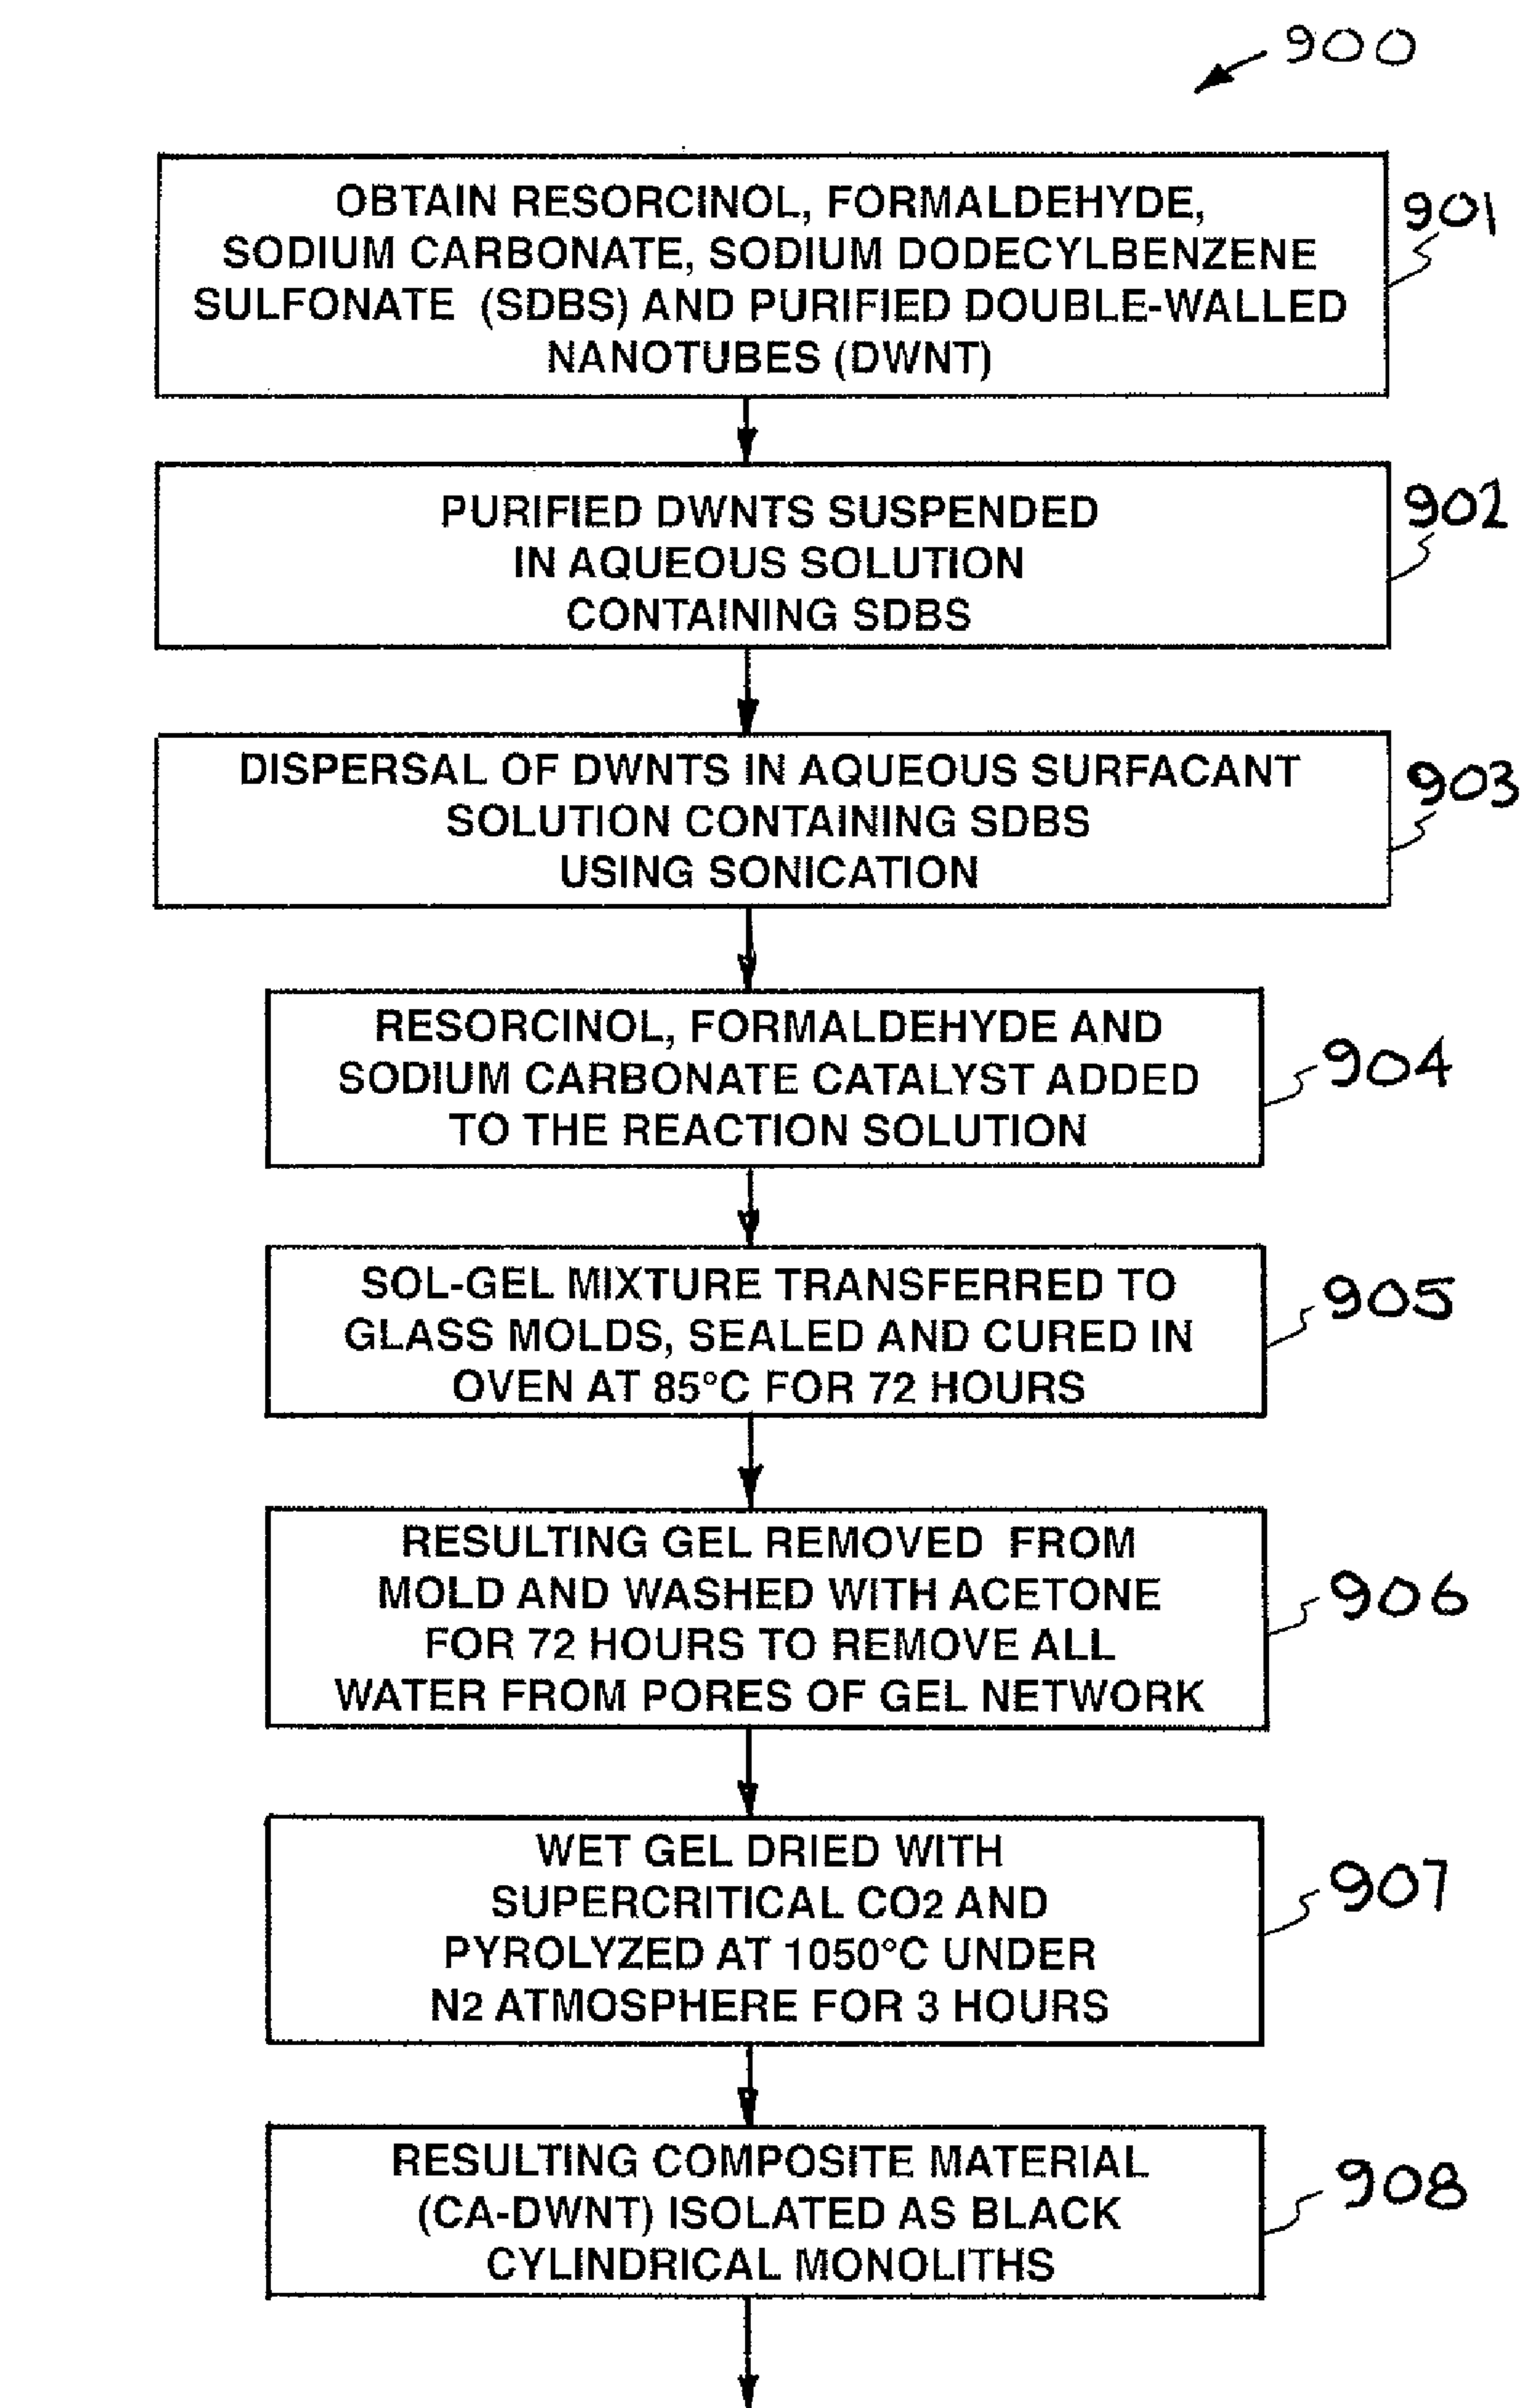 900
OBTAIN RESORCINOL, FORMALDEHYDE,
SODIUM CARBONATE, SODIUM DODECYLBENZENE
SULFONATE (SDBS) AND PURIFIED DOUBLE-WALLED
NANOTUBES (DWNT)
901
PURIFIED DWNTS SUSPENDED
IN AQUEOUS SOLUTION
CONTAINING SDBS
902
DISPERSAL OF DWNTS IN AQUEOUS SURFACANT
SOLUTION CONTAINING SDBS
USING SONICATION
903
RESORCINOL, FORMALDEHYDE AND
SODIUM CARBONATE CATALYST ADDED
TO THE REACTION SOLUTION
904
SOL-GEL MIXTURE TRANSFERRED TO
GLASS MOLDS, SEALED AND CURED IN
OVEN AT 85°C FOR 72 HOURS
905
RESULTING GEL REMOVED FROM
MOLD AND WASHED WITH ACETONE
FOR 72 HOURS TO REMOVE ALL
WATER FROM PORES OF GEL NETWORK
906
WET GEL DRIED WITH
SUPERCRITICAL CO2 AND
PYROLYZED AT 1050°C UNDER
N2 ATMOSPHERE FOR 3 HOURS
907
RESULTING COMPOSITE MATERIAL
(CA-DWNT) ISOLATED AS BLACK
CYLINDRICAL MONOLITHS
908